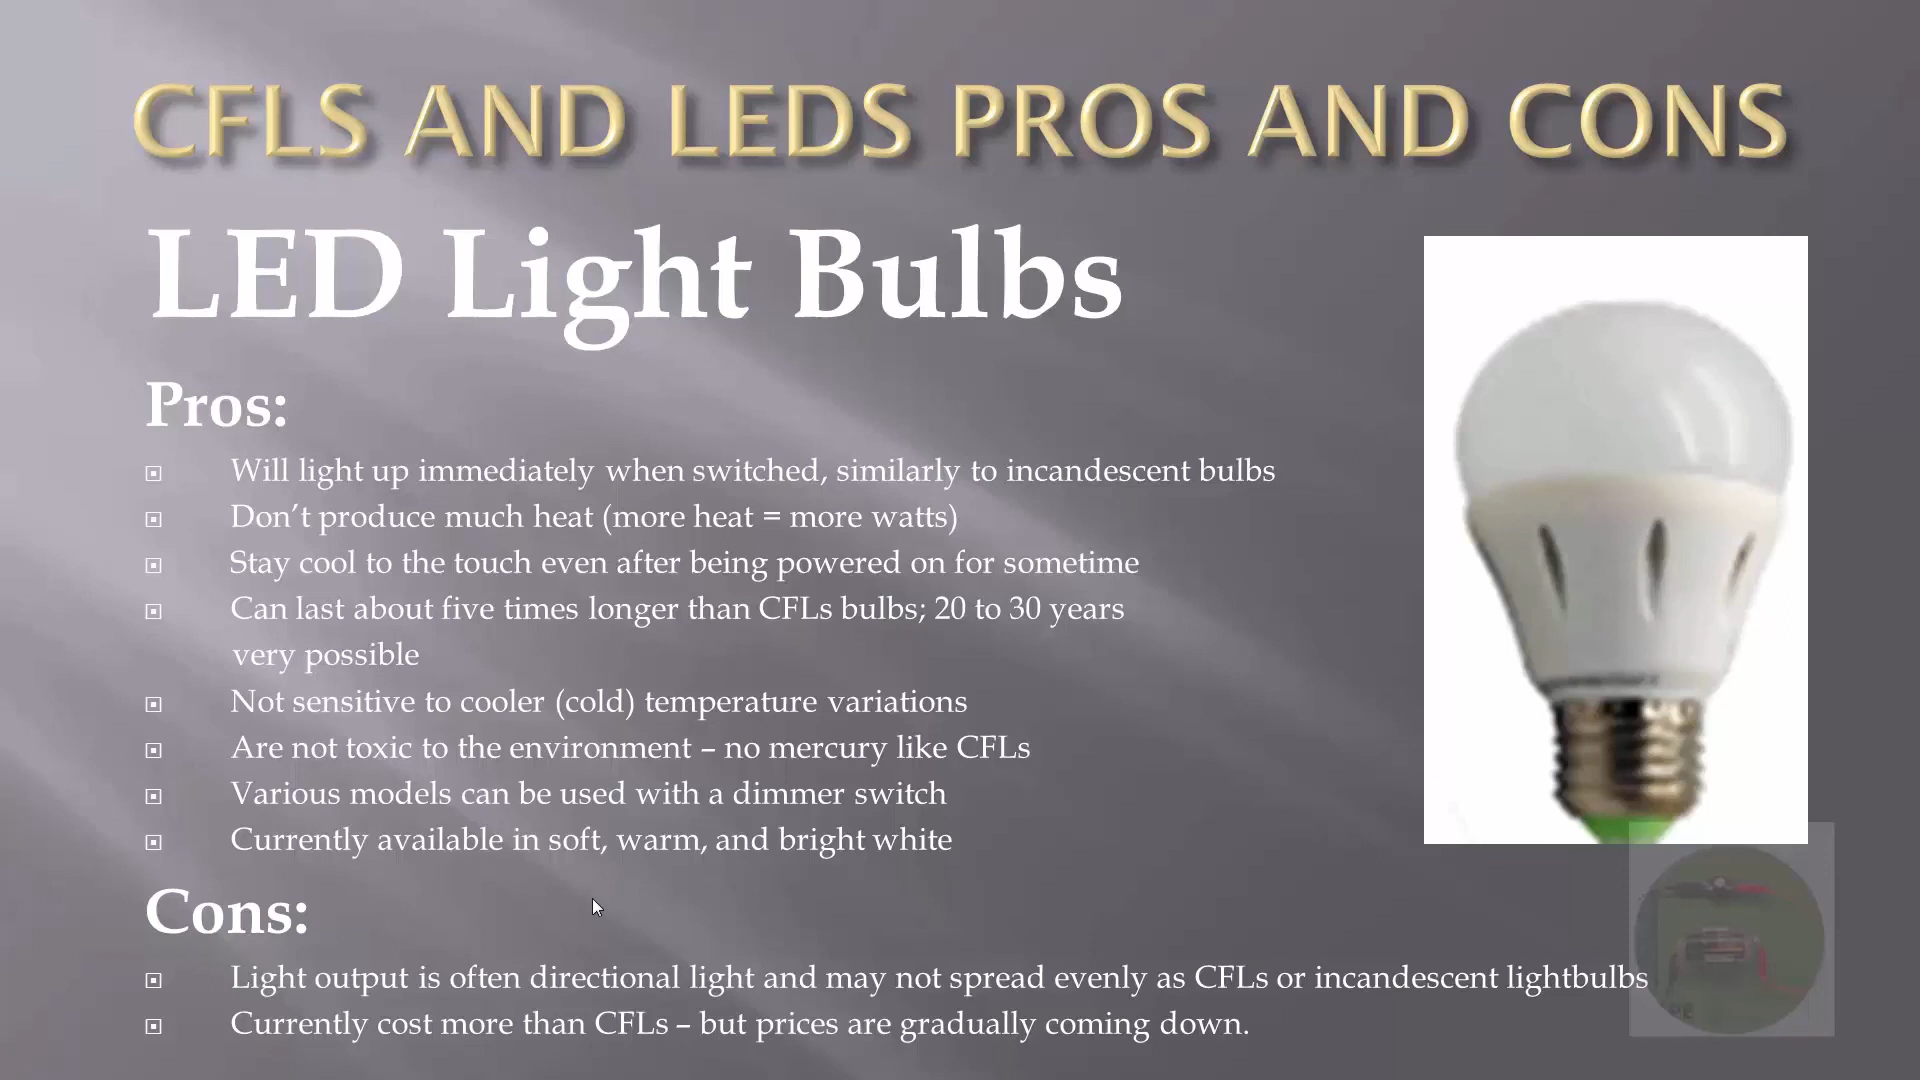 CFLS AND LEDS PROS AND CONS
LED Light Bulbs
Pros:
Will light up immediately when switched, similarly to incandescent bulbs
Don’t produce much heat (more heat = more watts)
Stay cool to the touch even after being powered on for sometime
Can last about five times longer than CFLs bulbs; 20 to 30 years
very possible
Not sensitive to cooler (cold) temperature variations
Are not toxic to the environment – no mercury like CFLs
Various models can be used with a dimmer switch
Currently available in soft, warm, and bright white
Cons:
Light output is often directional light and may not spread evenly as CFLs or incandescent lightbulbs
Currently cost more than CFLs – but prices are gradually coming down.